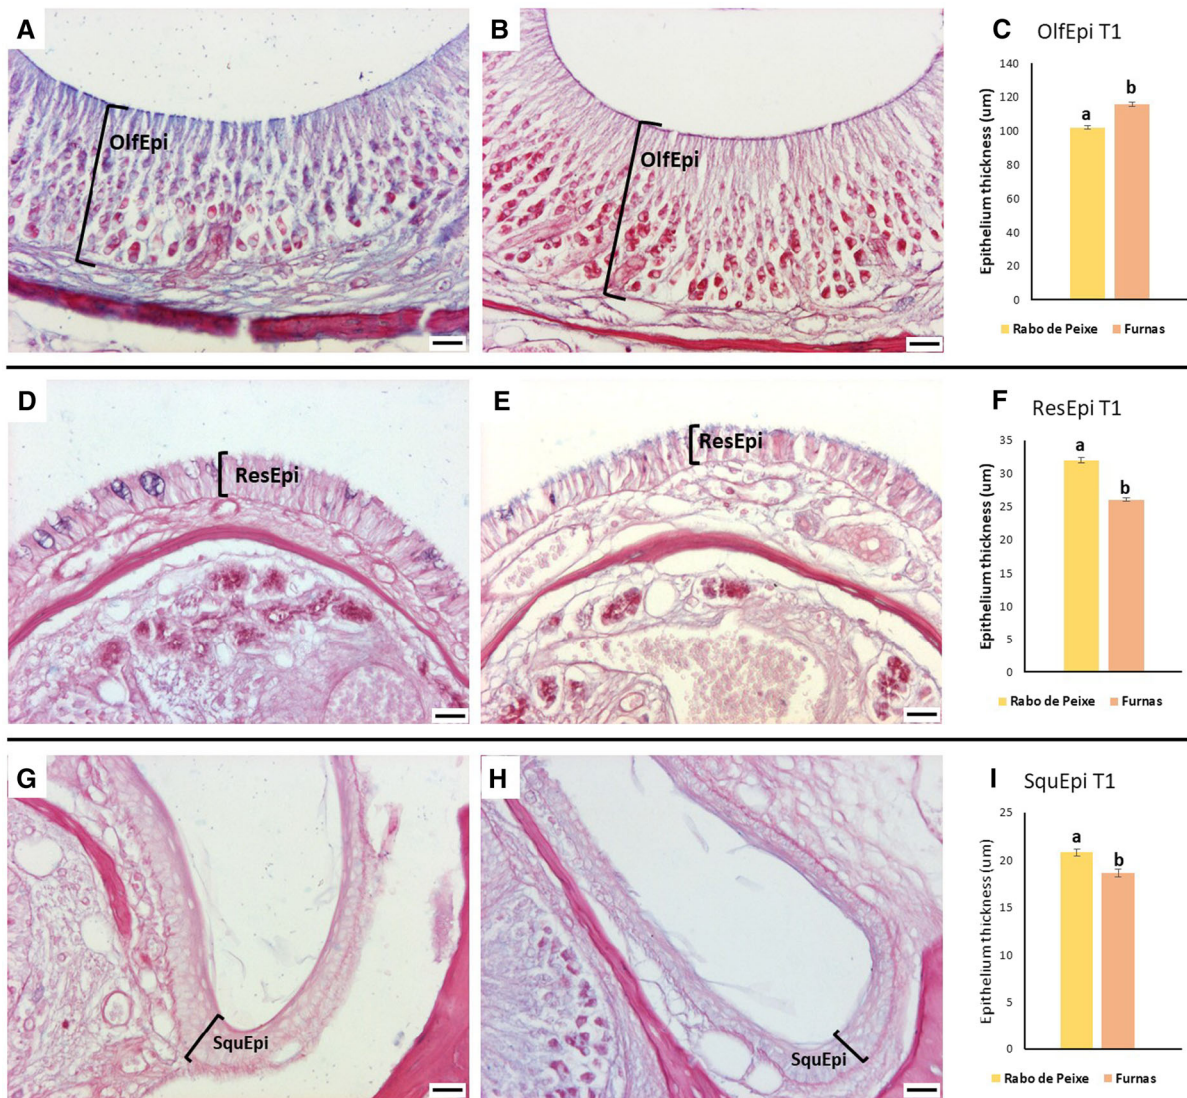 A
OlfEpi
B
OlfEpi
C OlfEpi T1
Epithelium thickness (um)
140
120
100
80
60
40
20
0
a
b
Rabo de Peixe Furnas
D
ResEpi
E
ResEpi
F ResEpi T1
Epithelium thickness (um)
35
30
25
20
15
10
5
0
a
b
Rabo de Peixe Furnas
G
SquEpi
H
SquEpi
I SquEpi T1
Epithelium thickness (um)
25
20
15
10
5
0
a
b
Rabo de Peixe Furnas